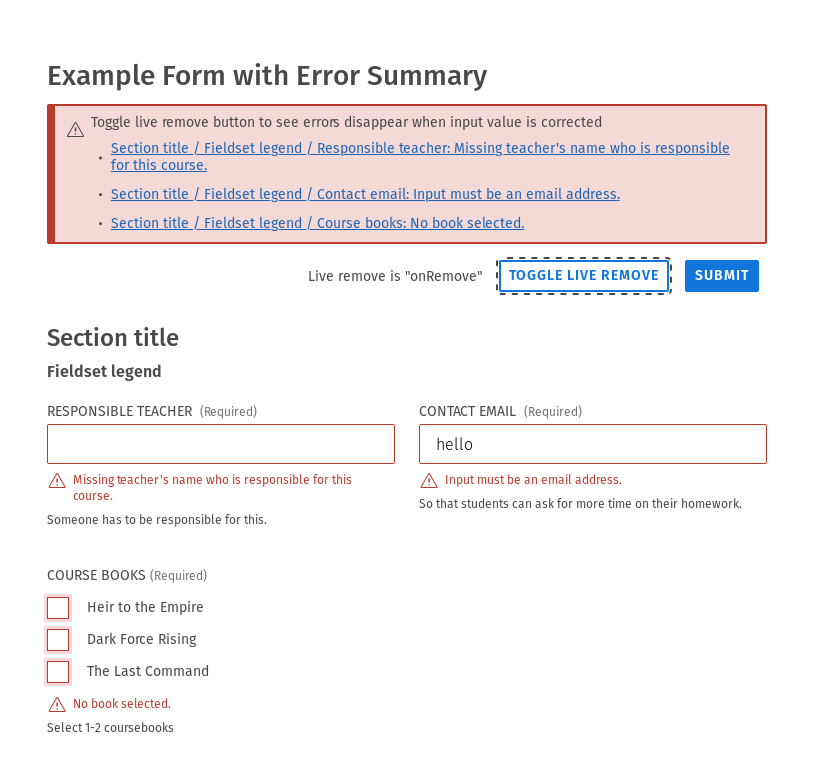 Example Form with Error Summary
Toggle live remove button to see errors disappear when input value is corrected
• Section title / Fieldset legend / Responsible teacher: Missing teacher's name who is responsible
for this course.
• Section title / Fieldset legend / Contact email: Input must be an email address.
• Section title / Fieldset legend / Course books: No book selected.
Live remove is "onRemove" TOGGLE LIVE REMOVE SUBMIT
Section title
Fieldset legend
RESPONSIBLE TEACHER (Required)
Missing teacher's name who is responsible for this
course.
Someone has to be responsible for this.
CONTACT EMAIL (Required)
hello
Input must be an email address.
So that students can ask for more time on their homework.
COURSE BOOKS (Required)
Heir to the Empire
Dark Force Rising
The Last Command
No book selected.
Select 1-2 coursebooks